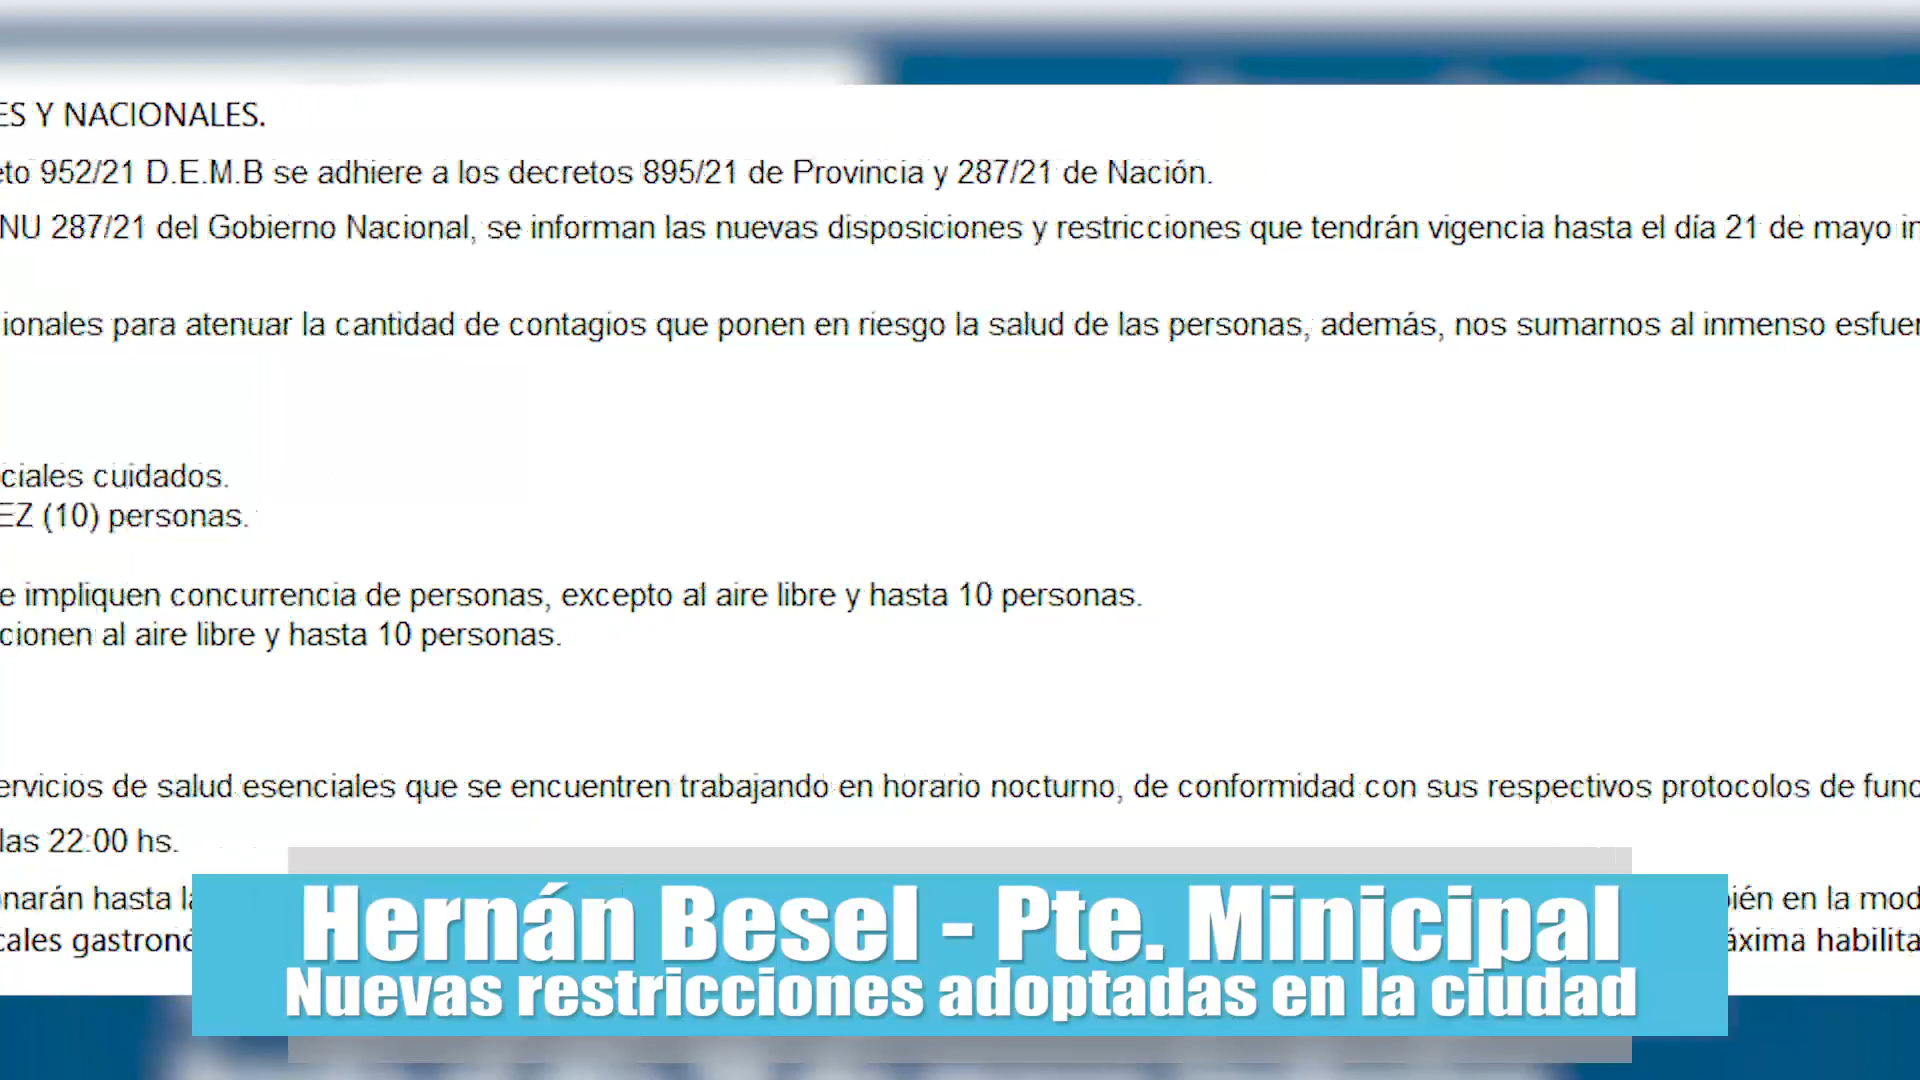 ES Y NACIONALES.
eto 952/21 D.E.M.B se adhiere a los decretos 895/21 de Provincia y 287/21 de Nación.
NU 287/21 del Gobierno Nacional, se informan las nuevas disposiciones y restricciones que tendrán vigencia hasta el día 21 de mayo in
ionales para atenuar la cantidad de contagios que ponen en riesgo la salud de las personas, además, nos sumarnos al inmenso esfuer
ciales cuidados.
EZ (10) personas.
e impliquen concurrencia de personas, excepto al aire libre y hasta 10 personas.
cionen al aire libre y hasta 10 personas.
ervicios de salud esenciales que se encuentren trabajando en horario nocturno, de conformidad con sus respectivos protocolos de func
las 22:00 hs.
narán hasta la
ién en la mod
cales gastronó
áxima habilita
Hernán Besel - Pte. Minicipal
Nuevas restricciones adoptadas en la ciudad